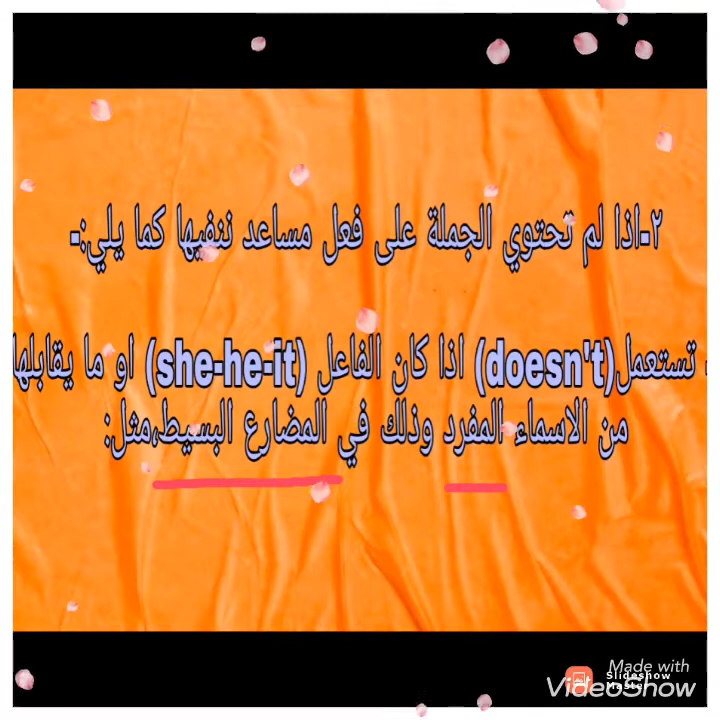 ٢-اذا لم تحتوي الجملة على فعل مساعد ننفيها كما يلي:-
- تستعمل(doesn't) اذا كان الفاعل (she-he-it) او ما يقابلها
من الاسماء المفرد وذلك في المضارع البسيط،مثل:
Made with
Slideshow
VideoShow